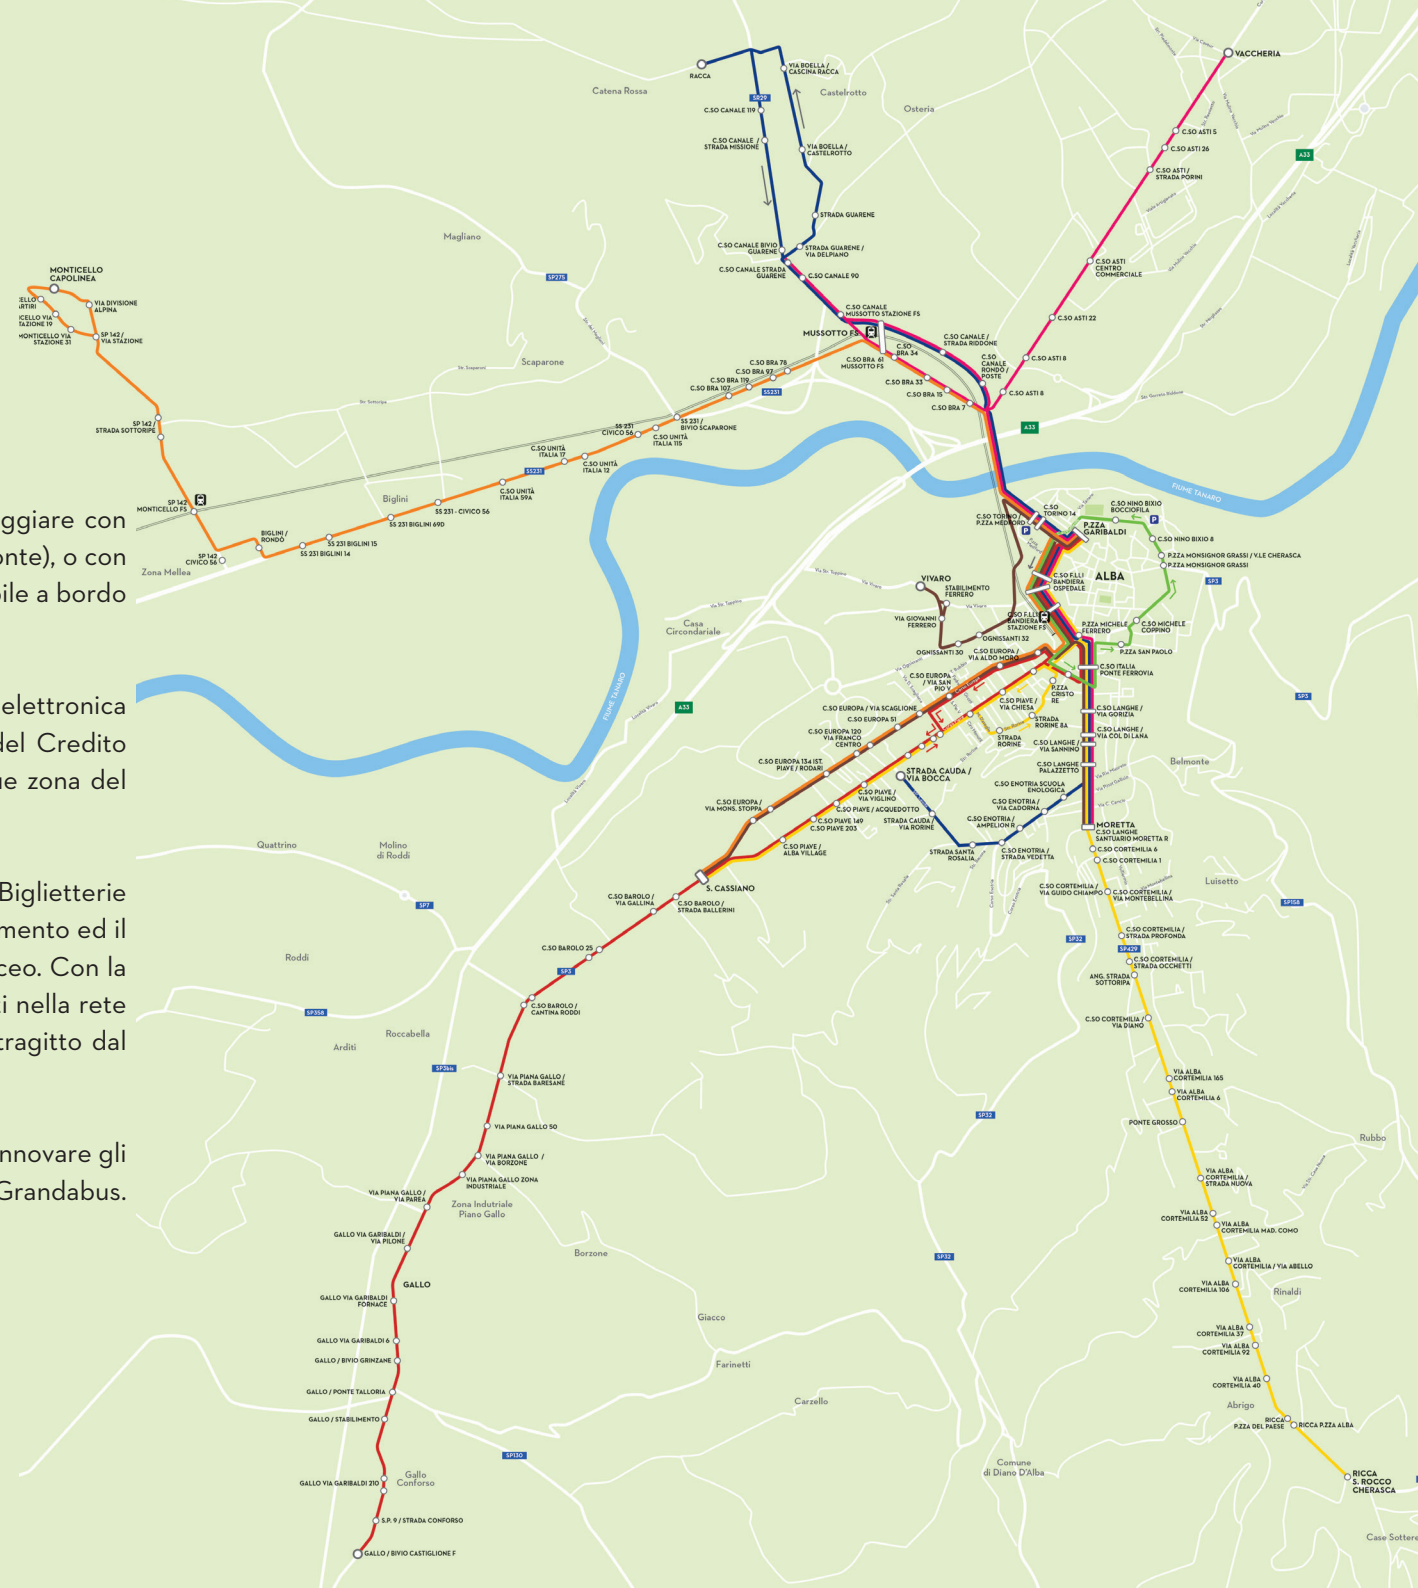 VACCHERIA
VIA BOELLA /
CASCINA RACCA
RACCA
Catena Rossa
Castelrotto
SR29
Osteria
C.SO CANALE 119
C.SO ASTI 5
C.SO CANALE /
STRADA MISSIONE
VIA BOELLA /
CASTELROTTO
C.SO ASTI 26
A33
C.SO ASTI /
STRADA PORINI
STRADA GUARENE
Magliano
C.SO CANALE BIVIO
GUARENE
STRADA GUARENE /
VIA DELPIANO
C.SO CANALE STRADA
GUARENE
C.SO CANALE 90
C.SO ASTI
CENTRO
COMMERCIALE
SP275
MONTICELLO
CAPOLINEA
VIA DIVISIONE
ALPINA
CELLO
ARTIRI
ICELLO VIA
TAZIONE 19
MONTICELLO VIA
STAZIONE 31
SP 142 /
VIA STAZIONE
C.SO CANALE
MUSSOTTO STAZIONE FS
MUSSOTTO FS
C.SO ASTI 22
C.SO CANALE /
STRADA RIDDONE
C.SO
BRA 34
C.SO BRA 61
MUSSOTTO FS
C.SO
CANALE
RONDÒ /
POSTE
C.SO ASTI 8
Scaparone
C.SO BRA 78
C.SO BRA 97
C.SO BRA 119
C.SO BRA 107
SS231
C.SO BRA 33
C.SO BRA 15
C.SO BRA 7
C.SO ASTI 8
Str. Sottoripa
SP 142 /
STRADA SOTTORIPE
SS 231 /
BIVIO SCAPARONE
SS 231
CIVICO 56
C.SO UNITÀ
ITALIA 115
A33
C.SO UNITÀ
ITALIA 17
C.SO UNITÀ
ITALIA 12
SS231
C.SO UNITÀ
ITALIA 59A
FIUME TANARO
Biglini
SP 142
MONTICELLO FS
SS 231 - CIVICO 56
SS 231 BIGLINI 69D
BIGLINI /
RONDÒ
SS 231 BIGLINI 15
SS 231 BIGLINI 14
SP 142
CIVICO 56
Zona Mellea
C.SO NINO BIXIO
BOCCIOFILA
C.SO
TORINO 14
C.SO TORINO /
P.ZZA MEDFORD
P
P
P.ZZA
GARIBALDI
C.SO NINO BIXIO 8
P.ZZA MONSIGNOR GRASSI / V.LE CHERASCA
P.ZZA MONSIGNOR GRASSI
ggiare con
onte), o con
ile a bordo
ALBA
SP3
C.SO F.LLI
BANDIERA
OSPEDALE
VIVARO
STABILIMENTO
FERRERO
VIA GIOVANNI
FERRERO
C.SO F.LLI
BANDIERA
STAZIONE FS
P.ZZA MICHELE
FERRERO
C.SO MICHELE
COPPINO
Casa
Circondariale
OGNISSANTI 32
OGNISSANTI 30
P.ZZA SAN PAOLO
C.SO EUROPA /
VIA ALDO MORO
C.SO ITALIA
PONTE FERROVIA
C.SO EUROPA
/ VIA SAN
PIO V
P.ZZA
CRISTO
RE
FIUME TANARO
SP3
A33
C.SO EUROPA / VIA SCAGLIONE
C.SO EUROPA 51
C.SO PIAVE /
VIA CHIESA
STRADA
RORINE 8A
C.SO LANGHE /
VIA GORIZIA
C.SO EUROPA 120
VIA FRANCO
CENTRO
STRADA
RORINE
C.SO LANGHE /
VIA COL DI LANA
C.SO LANGHE /
VIA SANNINO
C.SO EUROPA 134 IST.
PIAVE / RODARI
STRADA CAUDA /
VIA BOCCA
C.SO LANGHE
PALAZZETTO
Belmonte
elettronica
del Credito
ue zona del
C.SO PIAVE /
VIA VIGLINO
C.SO ENOTRIA SCUOLA
ENOLOGICA
C.SO EUROPA /
VIA MONS. STOPPA
C.SO PIAVE / ACQUEDOTTO
C.SO ENOTRIA /
VIA CADORNA
C.SO PIAVE 149
C.SO PIAVE 203
STRADA CAUDA /
VIA RORINE
C.SO ENOTRIA /
AMPELION R
MORETTA
C.SO LANGHE
SANTUARIO MORETTA R
C.SO PIAVE /
ALBA VILLAGE
STRADA SANTA
ROSALIA
C.SO ENOTRIA /
STRADA VEDETTA
C.SO CORTEMILIA 6
C.SO CORTEMILIA 1
Quattrino
Molino
di Roddi
S. CASSIANO
Luisetto
C.SO CORTEMILIA /
VIA GUIDO CHIAMPO
C.SO CORTEMILIA /
VIA MONTEBELLINA
C.SO BAROLO /
VIA GALLINA
C.SO BAROLO /
STRADA BALLERINI
SP7
SP158
Biglietterie
mento ed il
ceo. Con la
ti nella rete
tragitto dal
SP32
C.SO CORTEMILIA /
STRADA PROFONDA
SP429
C.SO BAROLO 25
C.SO CORTEMILIA /
STRADA OCCHETTI
Roddi
SP3
ANG. STRADA
SOTTORIPA
SP358
C.SO BAROLO /
CANTINA RODDI
C.SO CORTEMILIA /
VIA DIANO
Roccabella
Arditi
SP3bis
VIA PIANA GALLO /
STRADA BARESANE
VIA ALBA
CORTEMILIA 165
VIA ALBA
CORTEMILIA 6
SP32
VIA PIANA GALLO 50
PONTE GROSSO
Rubbo
nnovare gli
Grandabus.
VIA PIANA GALLO /
VIA BORZONE
VIA PIANA GALLO ZONA
INDUSTRIALE
VIA ALBA
CORTEMILIA /
STRADA NUOVA
VIA PIANA GALLO /
VIA PAREA
Zona Indutriale
Piano Gallo
VIA ALBA
CORTEMILIA 52
VIA ALBA
CORTEMILIA MAD. COMO
GALLO VIA GARIBALDI /
VIA PILONE
Borzone
SP32
VIA ALBA
CORTEMILIA / VIA ABELLO
GALLO
VIA ALBA
CORTEMILIA 106
Rinaldi
GALLO VIA GARIBALDI
FORNACE
Giacco
GALLO VIA GARIBALDI 6
VIA ALBA
CORTEMILIA 37
VIA ALBA
CORTEMILIA 92
GALLO / BIVIO GRINZANE
Farinetti
VIA ALBA
CORTEMILIA 40
GALLO / PONTE TALLORIA
Carzello
Abrigo
GALLO / STABILIMENTO
RICCA
P.ZZA DEL PAESE
RICCA P.ZZA ALBA
SP130
Comune
di Diano D'Alba
Gallo
Conforso
GALLO VIA GARIBALDI 210
RICCA
S. ROCCO
CHERASCA
S.P. 9 / STRADA CONFORSO
Case Sottere
GALLO / BIVIO CASTIGLIONE F